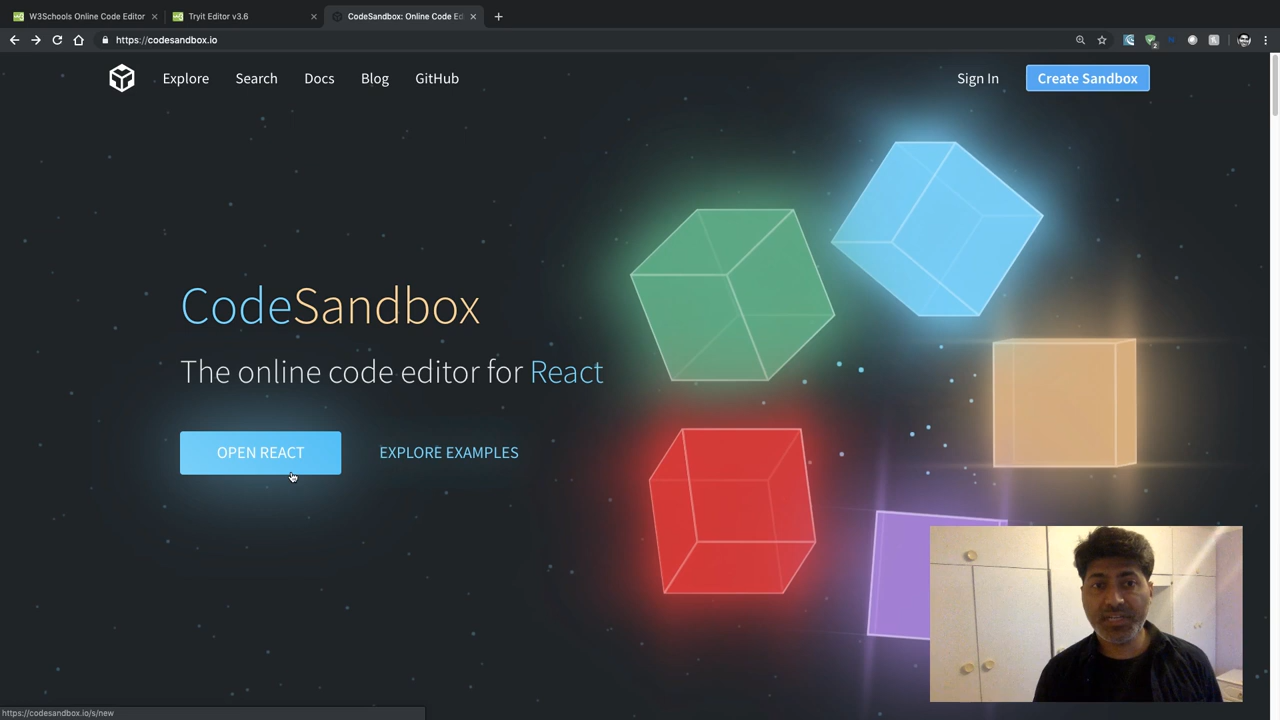 W3Schools Online Code Editor
Tryit Editor v3.6
CodeSandbox: Online Code Ed
https://codesandbox.io
2
Explore
Search
Docs
Blog
GitHub
Sign In
Create Sandbox
CodeSandbox
The online code editor for React
OPEN REACT
EXPLORE EXAMPLES
https://codesandbox.io/s/new